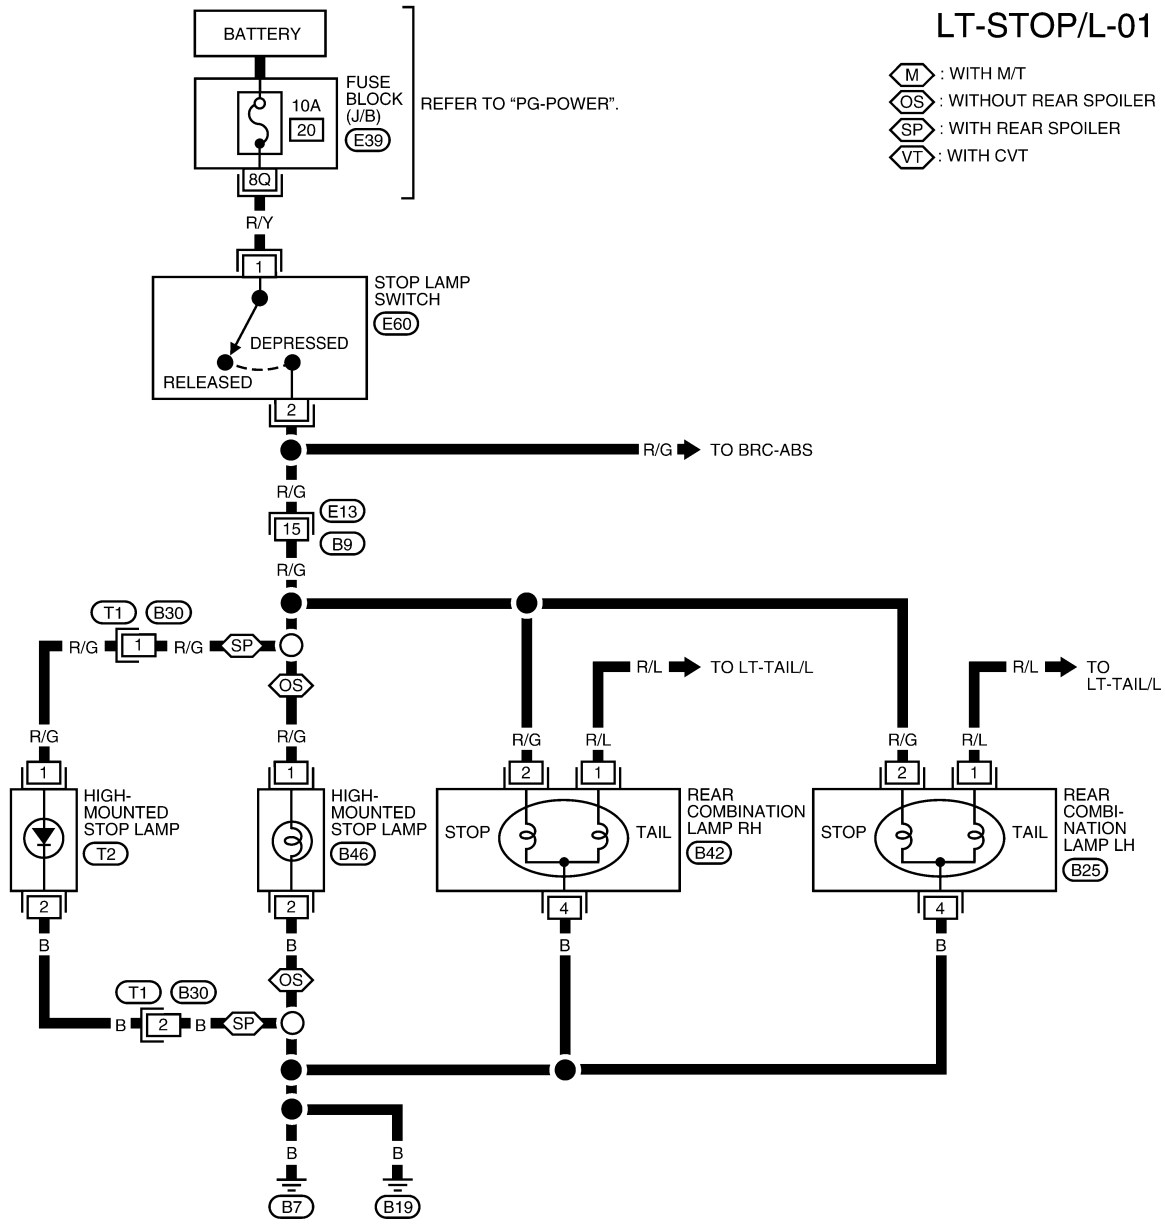 LT-STOP/L-01
BATTERY
M : WITH M/T
OS : WITHOUT REAR SPOILER
SP : WITH REAR SPOILER
VT : WITH CVT
FUSE
BLOCK
(J/B)
E39
10A
20
REFER TO “PG-POWER”.
8Q
R/Y
1
STOP LAMP
SWITCH
E60
DEPRESSED
RELEASED
2
R/G TO BRC-ABS
R/G
E13
15
B9
R/G
T1 B30
R/G 1 R/G SP
OS
R/L TO LT-TAIL/L
R/L TO
LT-TAIL/L
R/G R/G R/G R/L R/G R/L
1 1 2 1 2 1
HIGH-
MOUNTED
STOP LAMP
T2
HIGH-
MOUNTED
STOP LAMP
B46
STOP TAIL
REAR
COMBINATION
LAMP RH
B42
STOP TAIL
REAR
COMBI-
NATION
LAMP LH
B25
2 2 4 4
B B B B
OS
T1 B30
B 2 B SP
B B
B7 B19